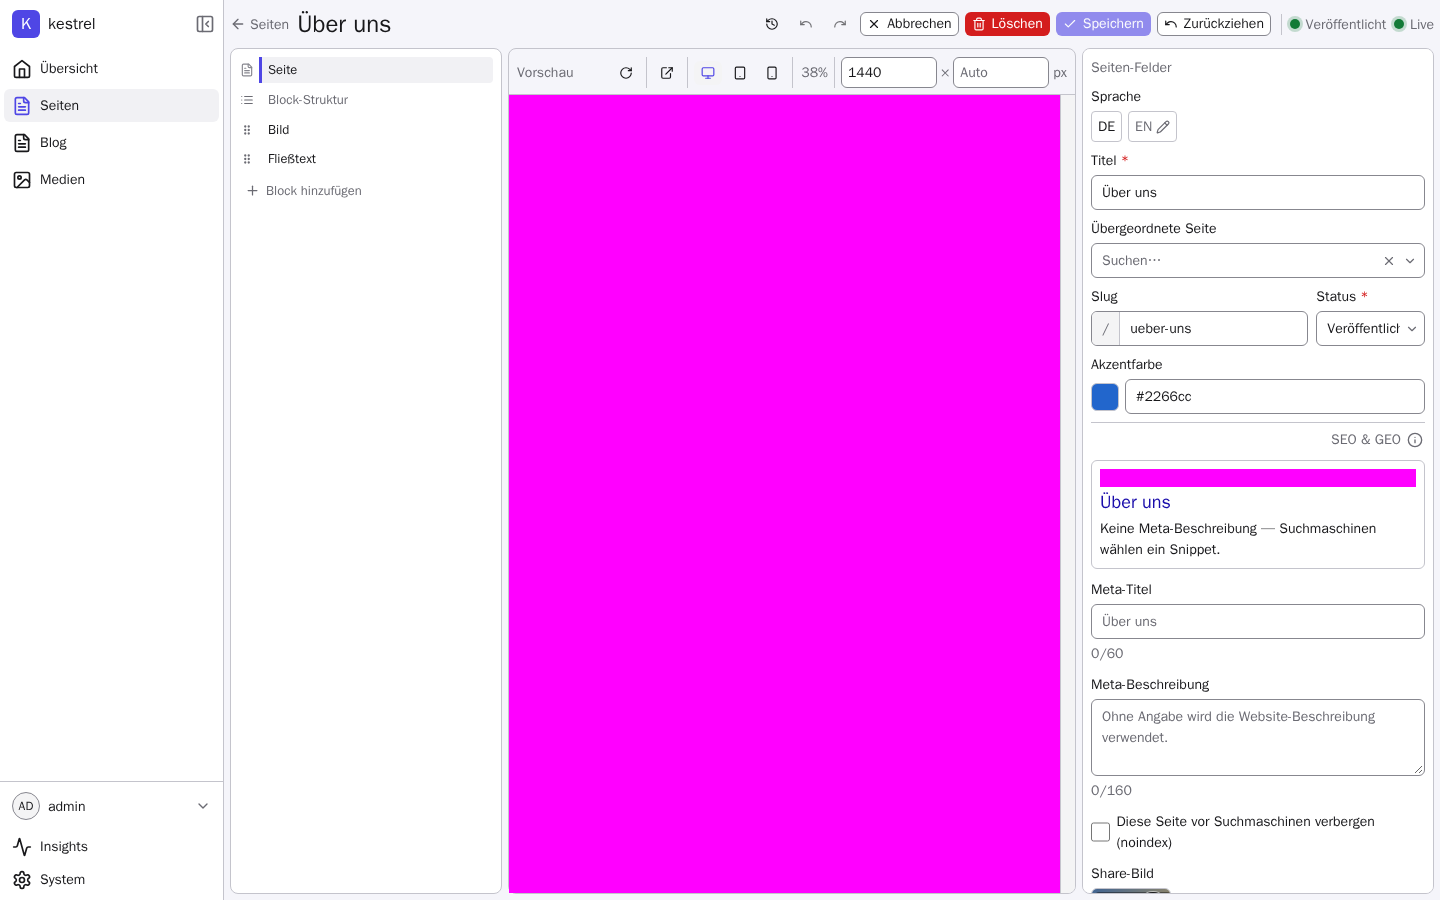 K kestrel
Übersicht
Seiten
Blog
Medien
AD admin
Insights
System
Seiten Über uns
Abbrechen Löschen Speichern Zurückziehen Veröffentlicht Live
Seite
Block-Struktur
Bild
Fließtext
Block hinzufügen
Vorschau 38% 1440 × Auto px
Seiten-Felder
Sprache
DE EN
Titel *
Über uns
Übergeordnete Seite
Suchen…
Slug Status *
/ ueber-uns Veröffentlich
Akzentfarbe
#2266cc
SEO & GEO
Über uns
Keine Meta-Beschreibung — Suchmaschinen
wählen ein Snippet.
Meta-Titel
Über uns
0/60
Meta-Beschreibung
Ohne Angabe wird die Website-Beschreibung
verwendet.
0/160
Diese Seite vor Suchmaschinen verbergen
(noindex)
Share-Bild